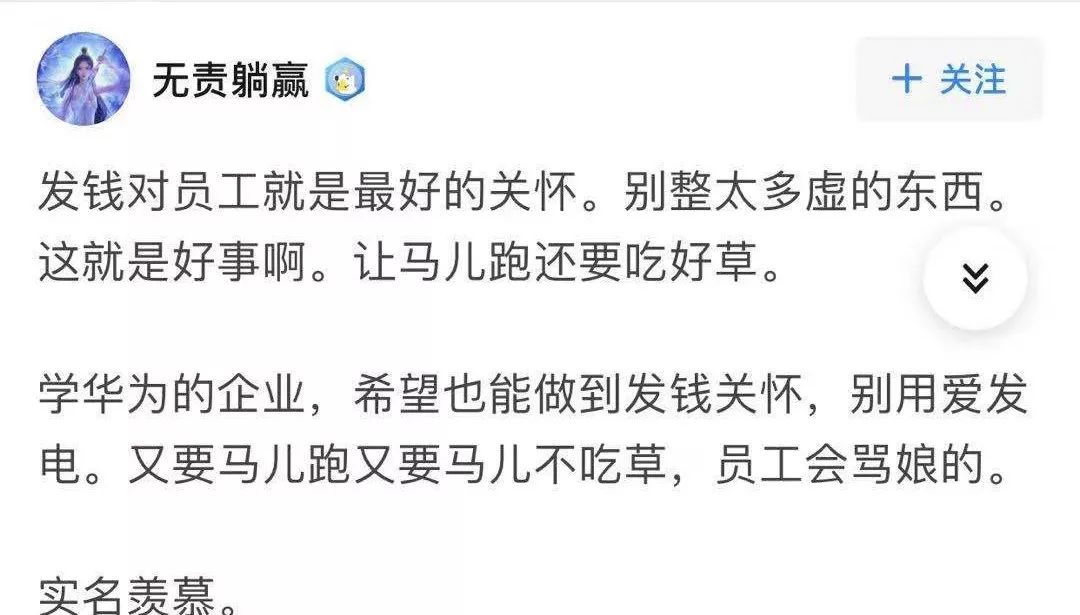 无责躺赢
+ 关注
发钱对员工就是最好的关怀。别整太多虚的东西。
这就是好事啊。让马儿跑还要吃好草。
学华为的企业，希望也能做到发钱关怀，别用爱发
电。又要马儿跑又要马儿不吃草，员工会骂娘的。
实名羡慕。